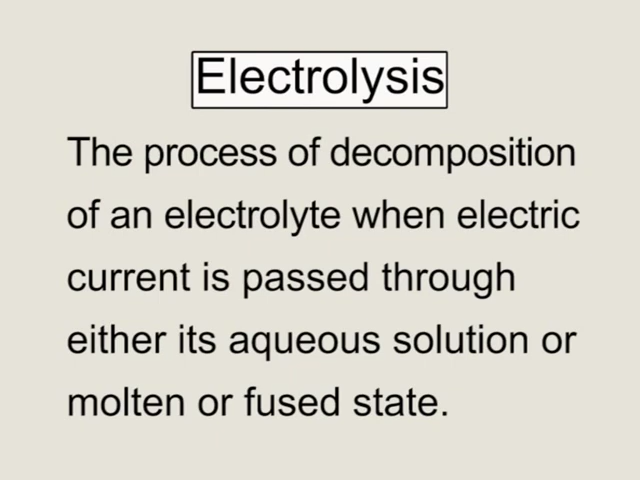 Electrolysis
The process of decomposition
of an electrolyte when electric
current is passed through
either its aqueous solution or
molten or fused state.